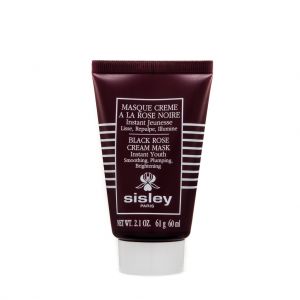 MASQUE CREME
A LA ROSE NOIRE
Instant Jeunesse
Lisse, Repulpe, Illumine
BLACK ROSE
CREAM MASK
Instant Youth
Smoothing, Plumping,
Brightening
sisley
PARIS
NET WT. 2.1 OZ. 61 g 60 ml